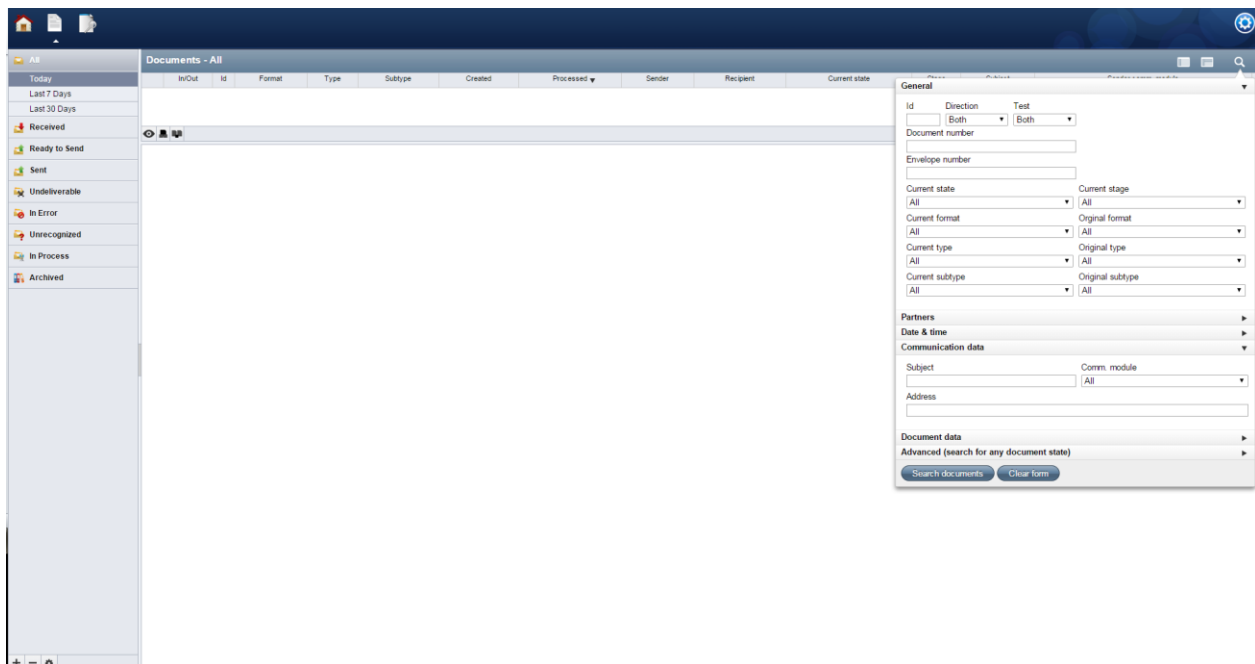 All
Documents - All
Today
In/Out Id Format Type Subtype Created Processed Sender Recipient Current state
Last 7 Days
Last 30 Days
Received
Ready to Send
Sent
Undeliverable
In Error
Unrecognized
In Process
Archived
General
Id Direction Test
Both Both
Document number
Envelope number
Current state Current stage
All All
Current format Orginal format
All All
Current type Original type
All All
Current subtype Original subtype
All All
Partners
Date & time
Communication data
Subject Comm. module
All
Address
Document data
Advanced (search for any document state)
Search documents Clear form